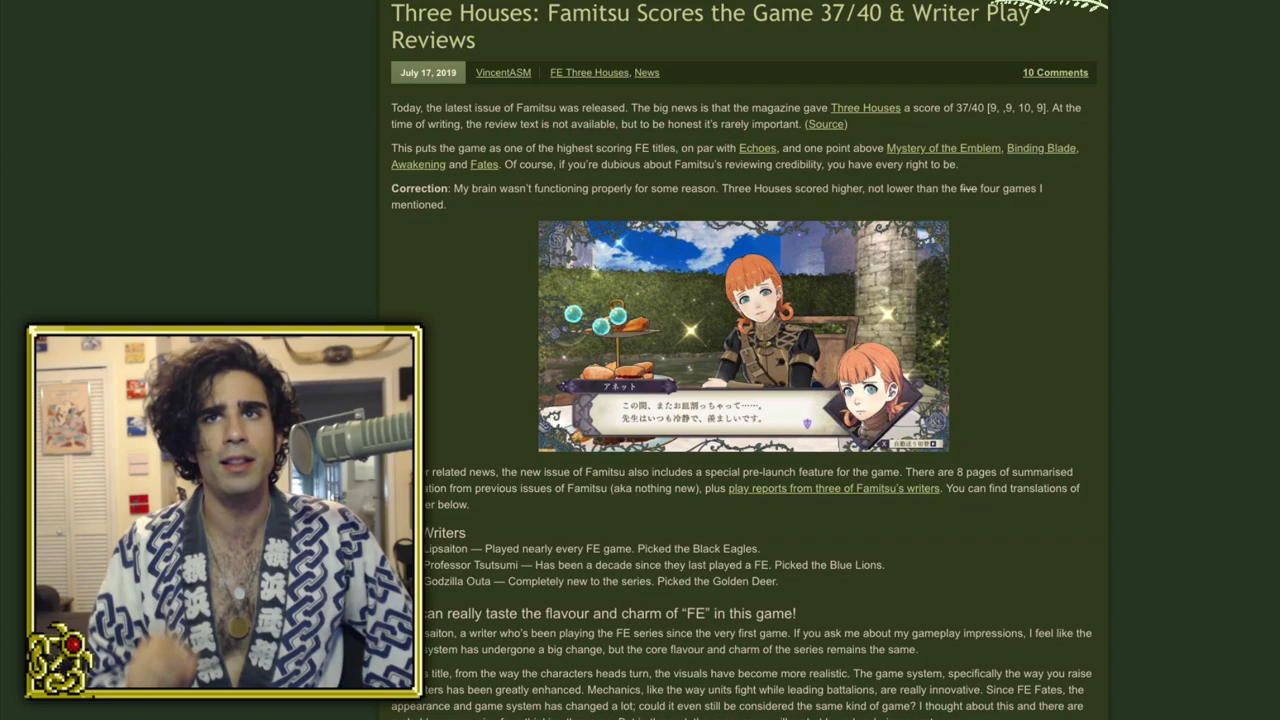 Three Houses: Famitsu Scores the Game 37/40 & Writer Play
Reviews
July 17, 2019
VincentASM
FE Three Houses, News
10 Comments
Today, the latest issue of Famitsu was released. The big news is that the magazine gave Three Houses a score of 37/40 [9, ,9, 10, 9]. At the
time of writing, the review text is not available, but to be honest it's rarely important. (Source)
This puts the game as one of the highest scoring FE titles, on par with Echoes, and one point above Mystery of the Emblem, Binding Blade,
Awakening and Fates. Of course, if you're dubious about Famitsu's reviewing credibility, you have every right to be.
Correction: My brain wasn't functioning properly for some reason. Three Houses scored higher, not lower than the five four games I
mentioned.
アネット
この間、またお皿割っちゃって……。
先生はいつも冷静で、羨ましいです。
X 自動送り切替
r related news, the new issue of Famitsu also includes a special pre-launch feature for the game. There are 8 pages of summarised
ation from previous issues of Famitsu (aka nothing new), plus play reports from three of Famitsu's writers. You can find translations of
er below.
Writers
Lipsaiton — Played nearly every FE game. Picked the Black Eagles.
Professor Tsutsumi — Has been a decade since they last played a FE. Picked the Blue Lions.
Godzilla Outa — Completely new to the series. Picked the Golden Deer.
can really taste the flavour and charm of "FE" in this game!
saiton, a writer who's been playing the FE series since the very first game. If you ask me about my gameplay impressions, I feel like the
system has undergone a big change, but the core flavour and charm of the series remains the same.
s title, from the way the characters heads turn, the visuals have become more realistic. The game system, specifically the way you raise
ters has been greatly enhanced. Mechanics, like the way units fight while leading battalions, are really innovative. Since FE Fates, the
appearance and game system has changed a lot; could it even still be considered the same kind of game? I thought about this and there are
横浜
横浜